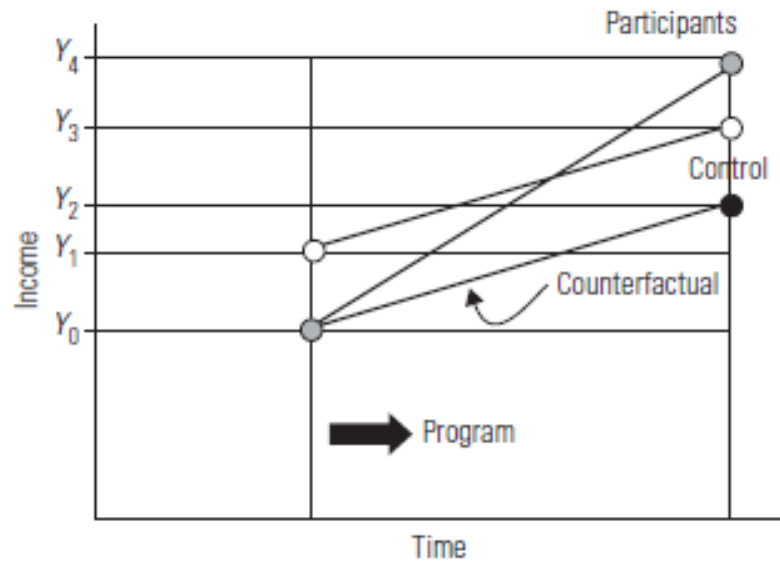 Participants
Y4
Y3
Control
Y2
Y1
Income
Counterfactual
Y0
Program
Time